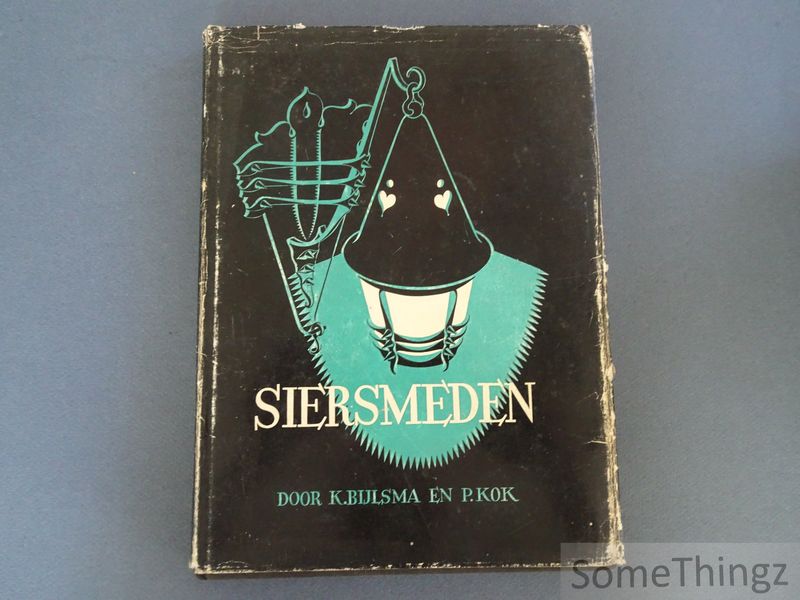 SIERSMEDEN
DOOR K.BIJLSMA EN P.KOK
SomeThingz